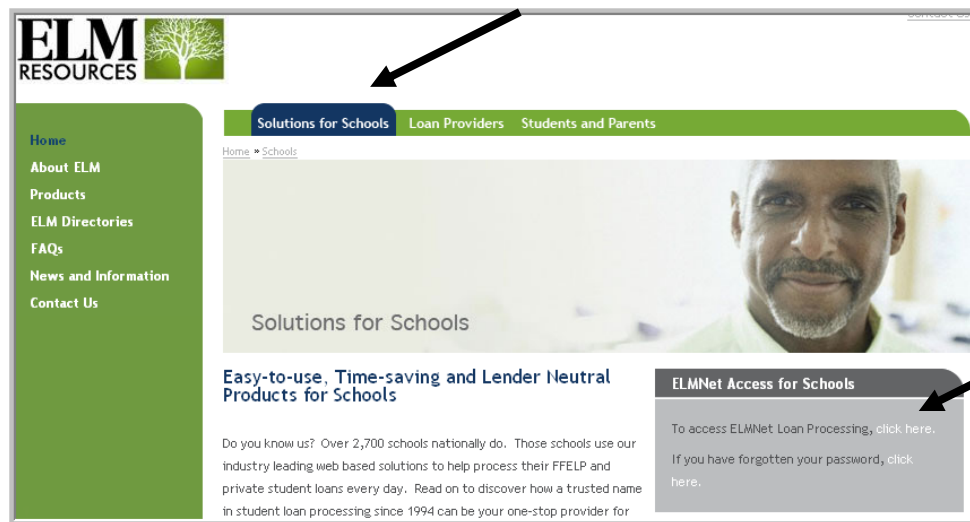 Contact Us
ELM
RESOURCES
Solutions for Schools Loan Providers Students and Parents
Home
About ELM
Products
ELM Directories
FAQs
News and Information
Contact Us
Home » Schools
Solutions for Schools
Easy-to-use, Time-saving and Lender Neutral
Products for Schools
Do you know us? Over 2,700 schools nationally do. Those schools use our
industry leading web based solutions to help process their FFELP and
private student loans every day. Read on to discover how a trusted name
in student loan processing since 1994 can be your one-stop provider for
ELMNet Access for Schools
To access ELMNet Loan Processing, click here.
If you have forgotten your password, click
here.